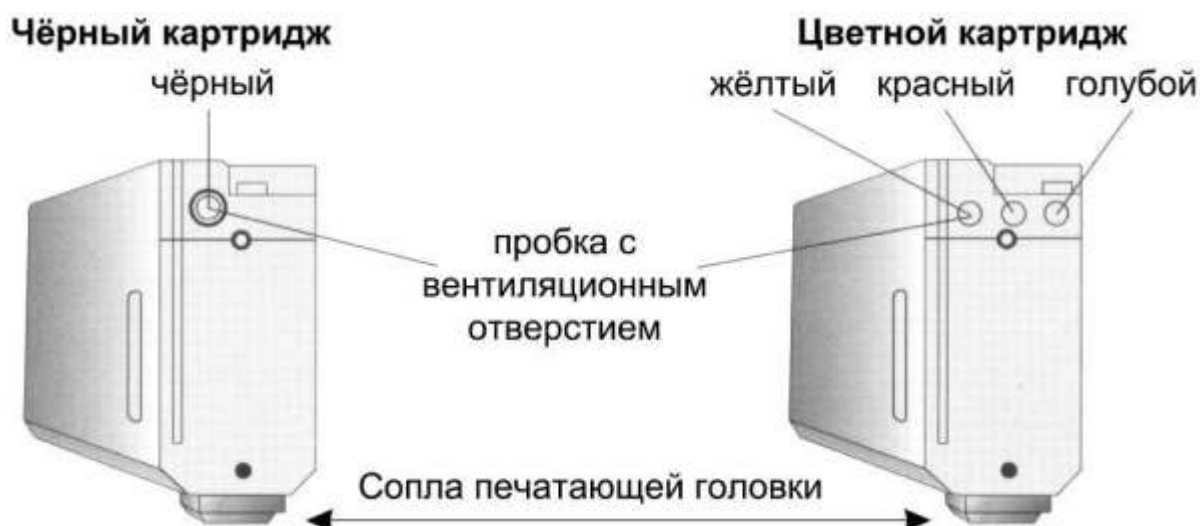 Чёрный картридж
чёрный
Цветной картридж
жёлтый красный голубой
пробка с
вентиляционным
отверстием
Сопла печатающей головки